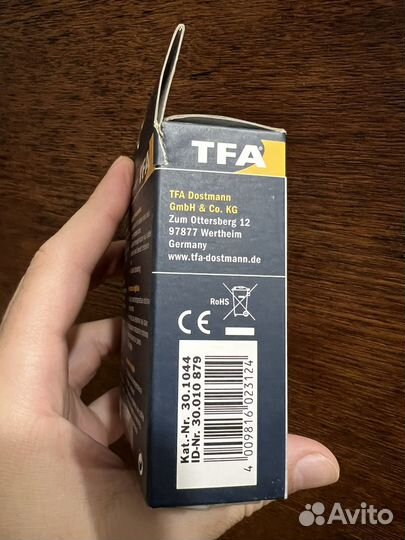 TFA
TFA Dostmann
GmbH & Co. KG
Zum Ottersberg 12
97877 Wertheim
Germany
www.tfa-dostmann.de
RoHS
CE
Kat.-Nr. 30.1044
ID-Nr. 30.010 879
4 009816 023124
Avito